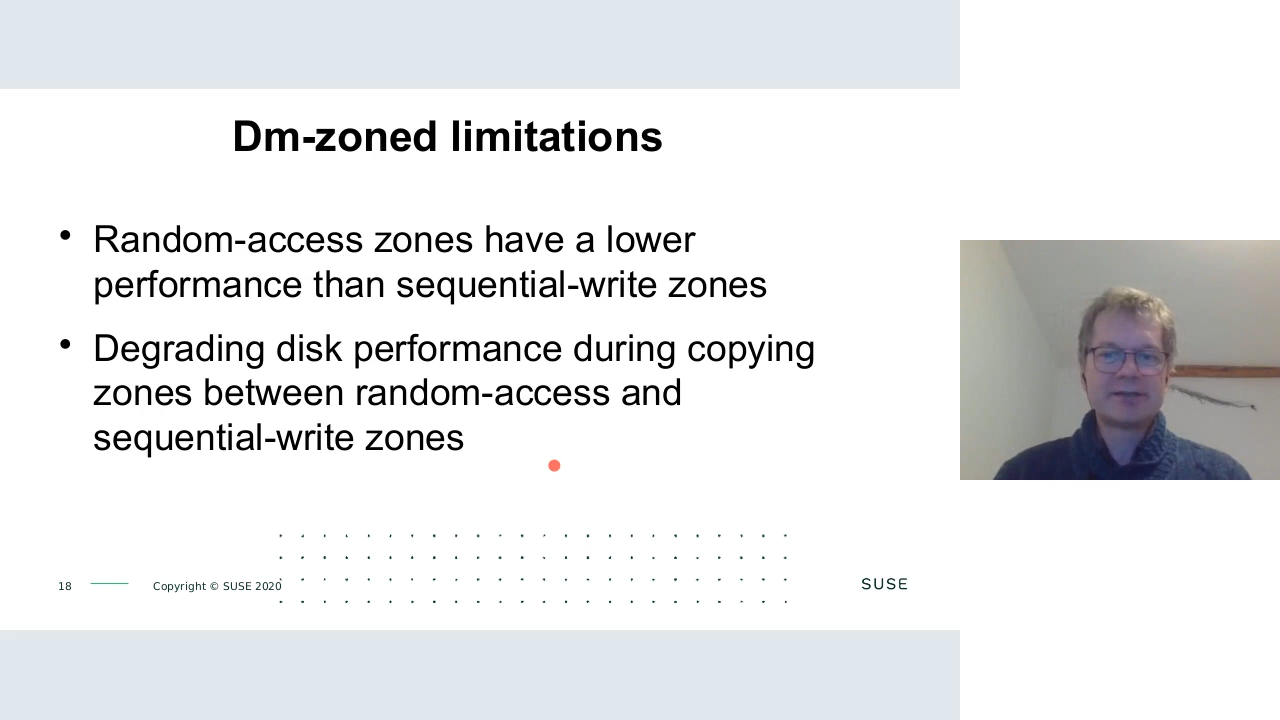 Dm-zoned limitations
• Random-access zones have a lower
performance than sequential-write zones
• Degrading disk performance during copying
zones between random-access and
sequential-write zones
18 Copyright © SUSE 2020 SUSE